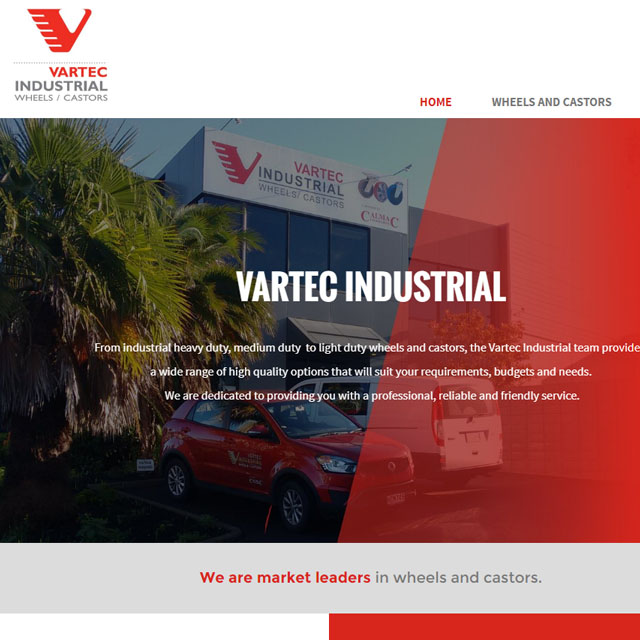 VARTEC
INDUSTRIAL
WHEELS / CASTORS
HOME
WHEELS AND CASTORS
VARTEC
INDUSTRIAL
WHEELS/ CASTORS
CALMAC
VARTEC INDUSTRIAL
From industrial heavy duty, medium duty to light duty wheels and castors, the Vartec Industrial team provide
a wide range of high quality options that will suit your requirements, budgets and needs.
We are dedicated to providing you with a professional, reliable and friendly service.
VARTEC
INDUSTRIAL
We are market leaders in wheels and castors.